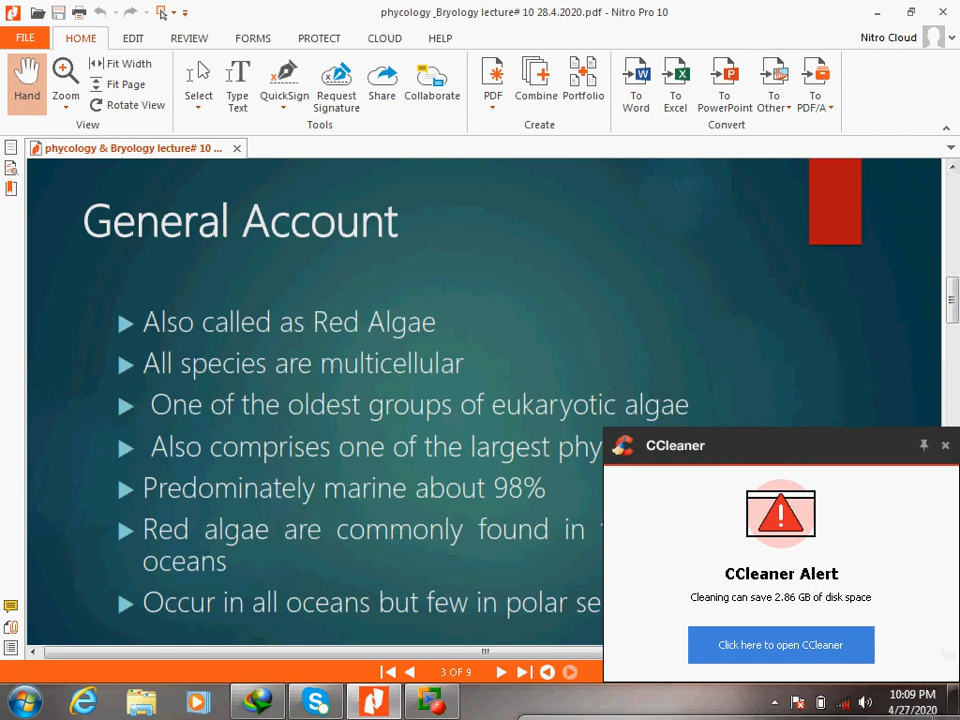 phycology _Bryology lecture# 10 28.4.2020.pdf - Nitro Pro 10
FILE HOME EDIT REVIEW FORMS PROTECT CLOUD HELP Nitro Cloud
Hand
Zoom
Fit Width
Fit Page
Rotate View
View
Select
Type Text
QuickSign
Request Signature
Share
Collaborate
Tools
PDF
Combine
Portfolio
Create
To Word
To Excel
To PowerPoint
To Other
To PDF/A
Convert
phycology & Bryology lecture# 10 ...
General Account
Also called as Red Algae
All species are multicellular
One of the oldest groups of eukaryotic algae
Also comprises one of the largest phy
Predominately marine about 98%
Red algae are commonly found in
oceans
Occur in all oceans but few in polar se
CCleaner
CCleaner Alert
Cleaning can save 2.86 GB of disk space
Click here to open CCleaner
3 OF 9
10:09 PM
4/27/2020